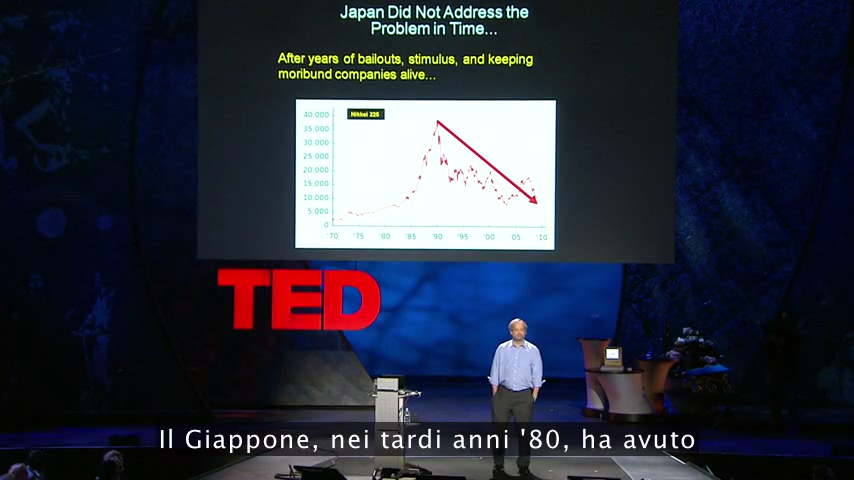 Japan Did Not Address the
Problem in Time...
After years of bailouts, stimulus, and keeping
moribund companies alive...
Nikkei 225
40.000
35.000
30.000
25.000
20.000
15.000
10.000
5.000
0
'70 '75 '80 '85 '90 '95 '00 '05 '10
TED
Il Giappone, nei tardi anni '80, ha avuto